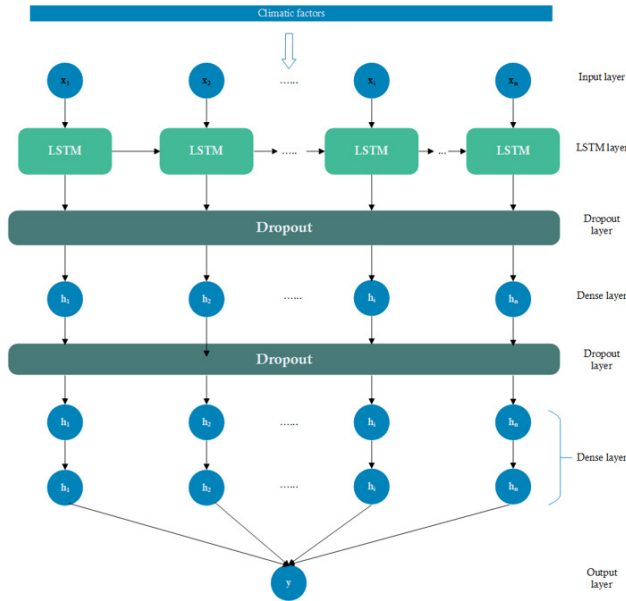 Climatic factors
x1 x2 ...... xi xn Input layer
LSTM LSTM ..... LSTM ... LSTM LSTM layer
Dropout Dropout
layer
h1 h2 ...... hi hn Dense layer
Dropout Dropout
layer
h1 h2 ...... hi hn
Dense layer
h1 h2 ...... hi hn
y Output
layer